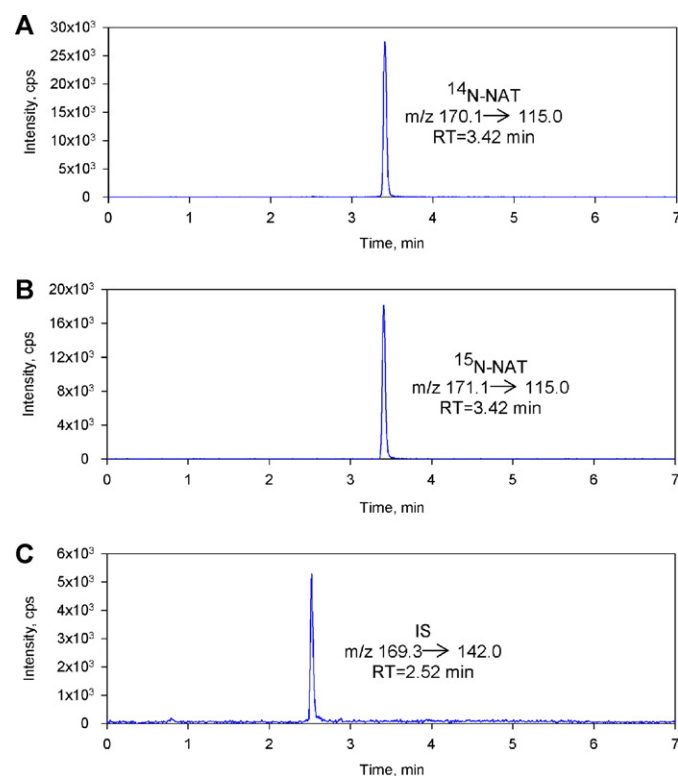 A
30x10³
25x10³
20x10³
15x10³
10x10³
5x10³
0
Intensity, cps
¹⁴N-NAT
m/z 170.1→ 115.0
RT=3.42 min
0 1 2 3 4 5 6 7
Time, min
B
20x10³
16x10³
12x10³
8x10³
4x10³
0
Intensity, cps
¹⁵N-NAT
m/z 171.1→ 115.0
RT=3.42 min
0 1 2 3 4 5 6 7
Time, min
C
6x10³
5x10³
4x10³
3x10³
2x10³
1x10³
0
Intensity, cps
IS
m/z 169.3→ 142.0
RT=2.52 min
0 1 2 3 4 5 6 7
Time, min